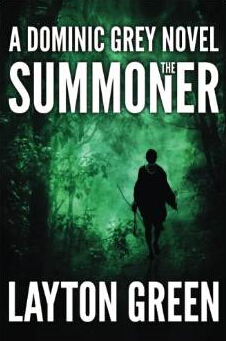 A DOMINIC GREY NOVEL
THE
SUMMONER
LAYTON GREEN